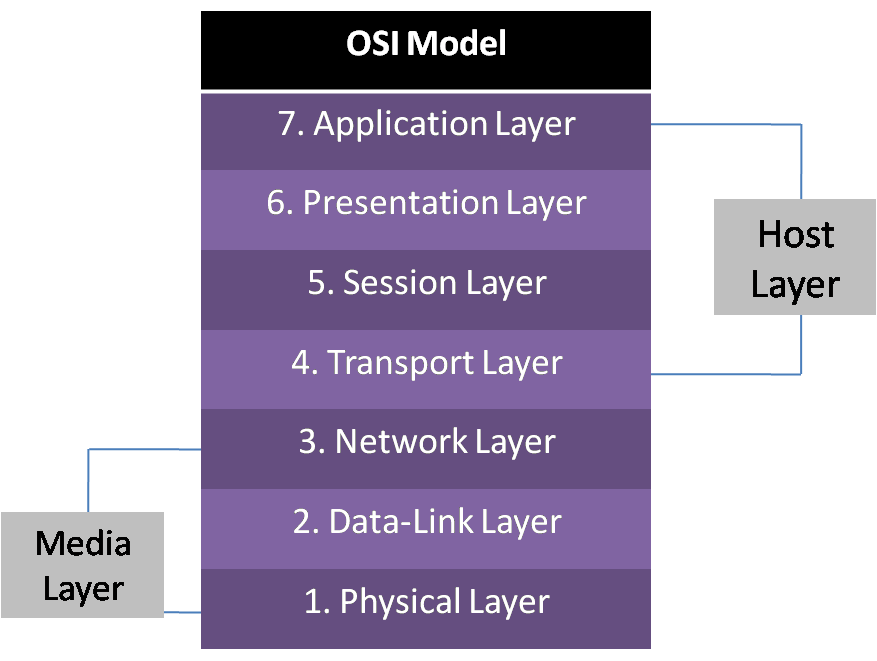 OSI Model
7. Application Layer
6. Presentation Layer
5. Session Layer
4. Transport Layer
3. Network Layer
2. Data-Link Layer
1. Physical Layer
Host
Layer
Media
Layer